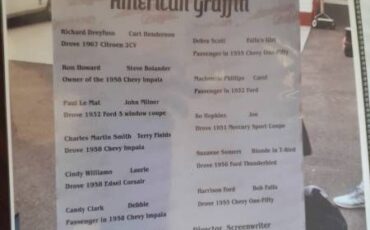 American Graffiti
Richard Dreyfuss Curt Henderson
Drove 1967 Citroen 2CV
Ron Howard Steve Bolander
Owner of the 1958 Chevy Impala
Paul Le Mat John Milner
Drove 1932 Ford 5 window coupe
Charles Martin Smith Terry Fields
Drove 1958 Chevy Impala
Cindy Williams Laurie
Drove 1958 Edsel Corsair
Candy Clark Debbie
Passenger in 1958 Chevy Impala
Debra Scott Falfa's Girl
Passenger in 1955 Chevy One-Fifty
Mackenzie Phillips Carol
Passenger in 1932 Ford
Bo Hopkins Joe
Drove 1951 Mercury Sport Coupe
Suzanne Somers Blonde in T-Bird
Drove 1956 Ford Thunderbird
Harrison Ford Bob Falfa
Drove 1955 Chevy One-Fifty
Director, Screenwriter